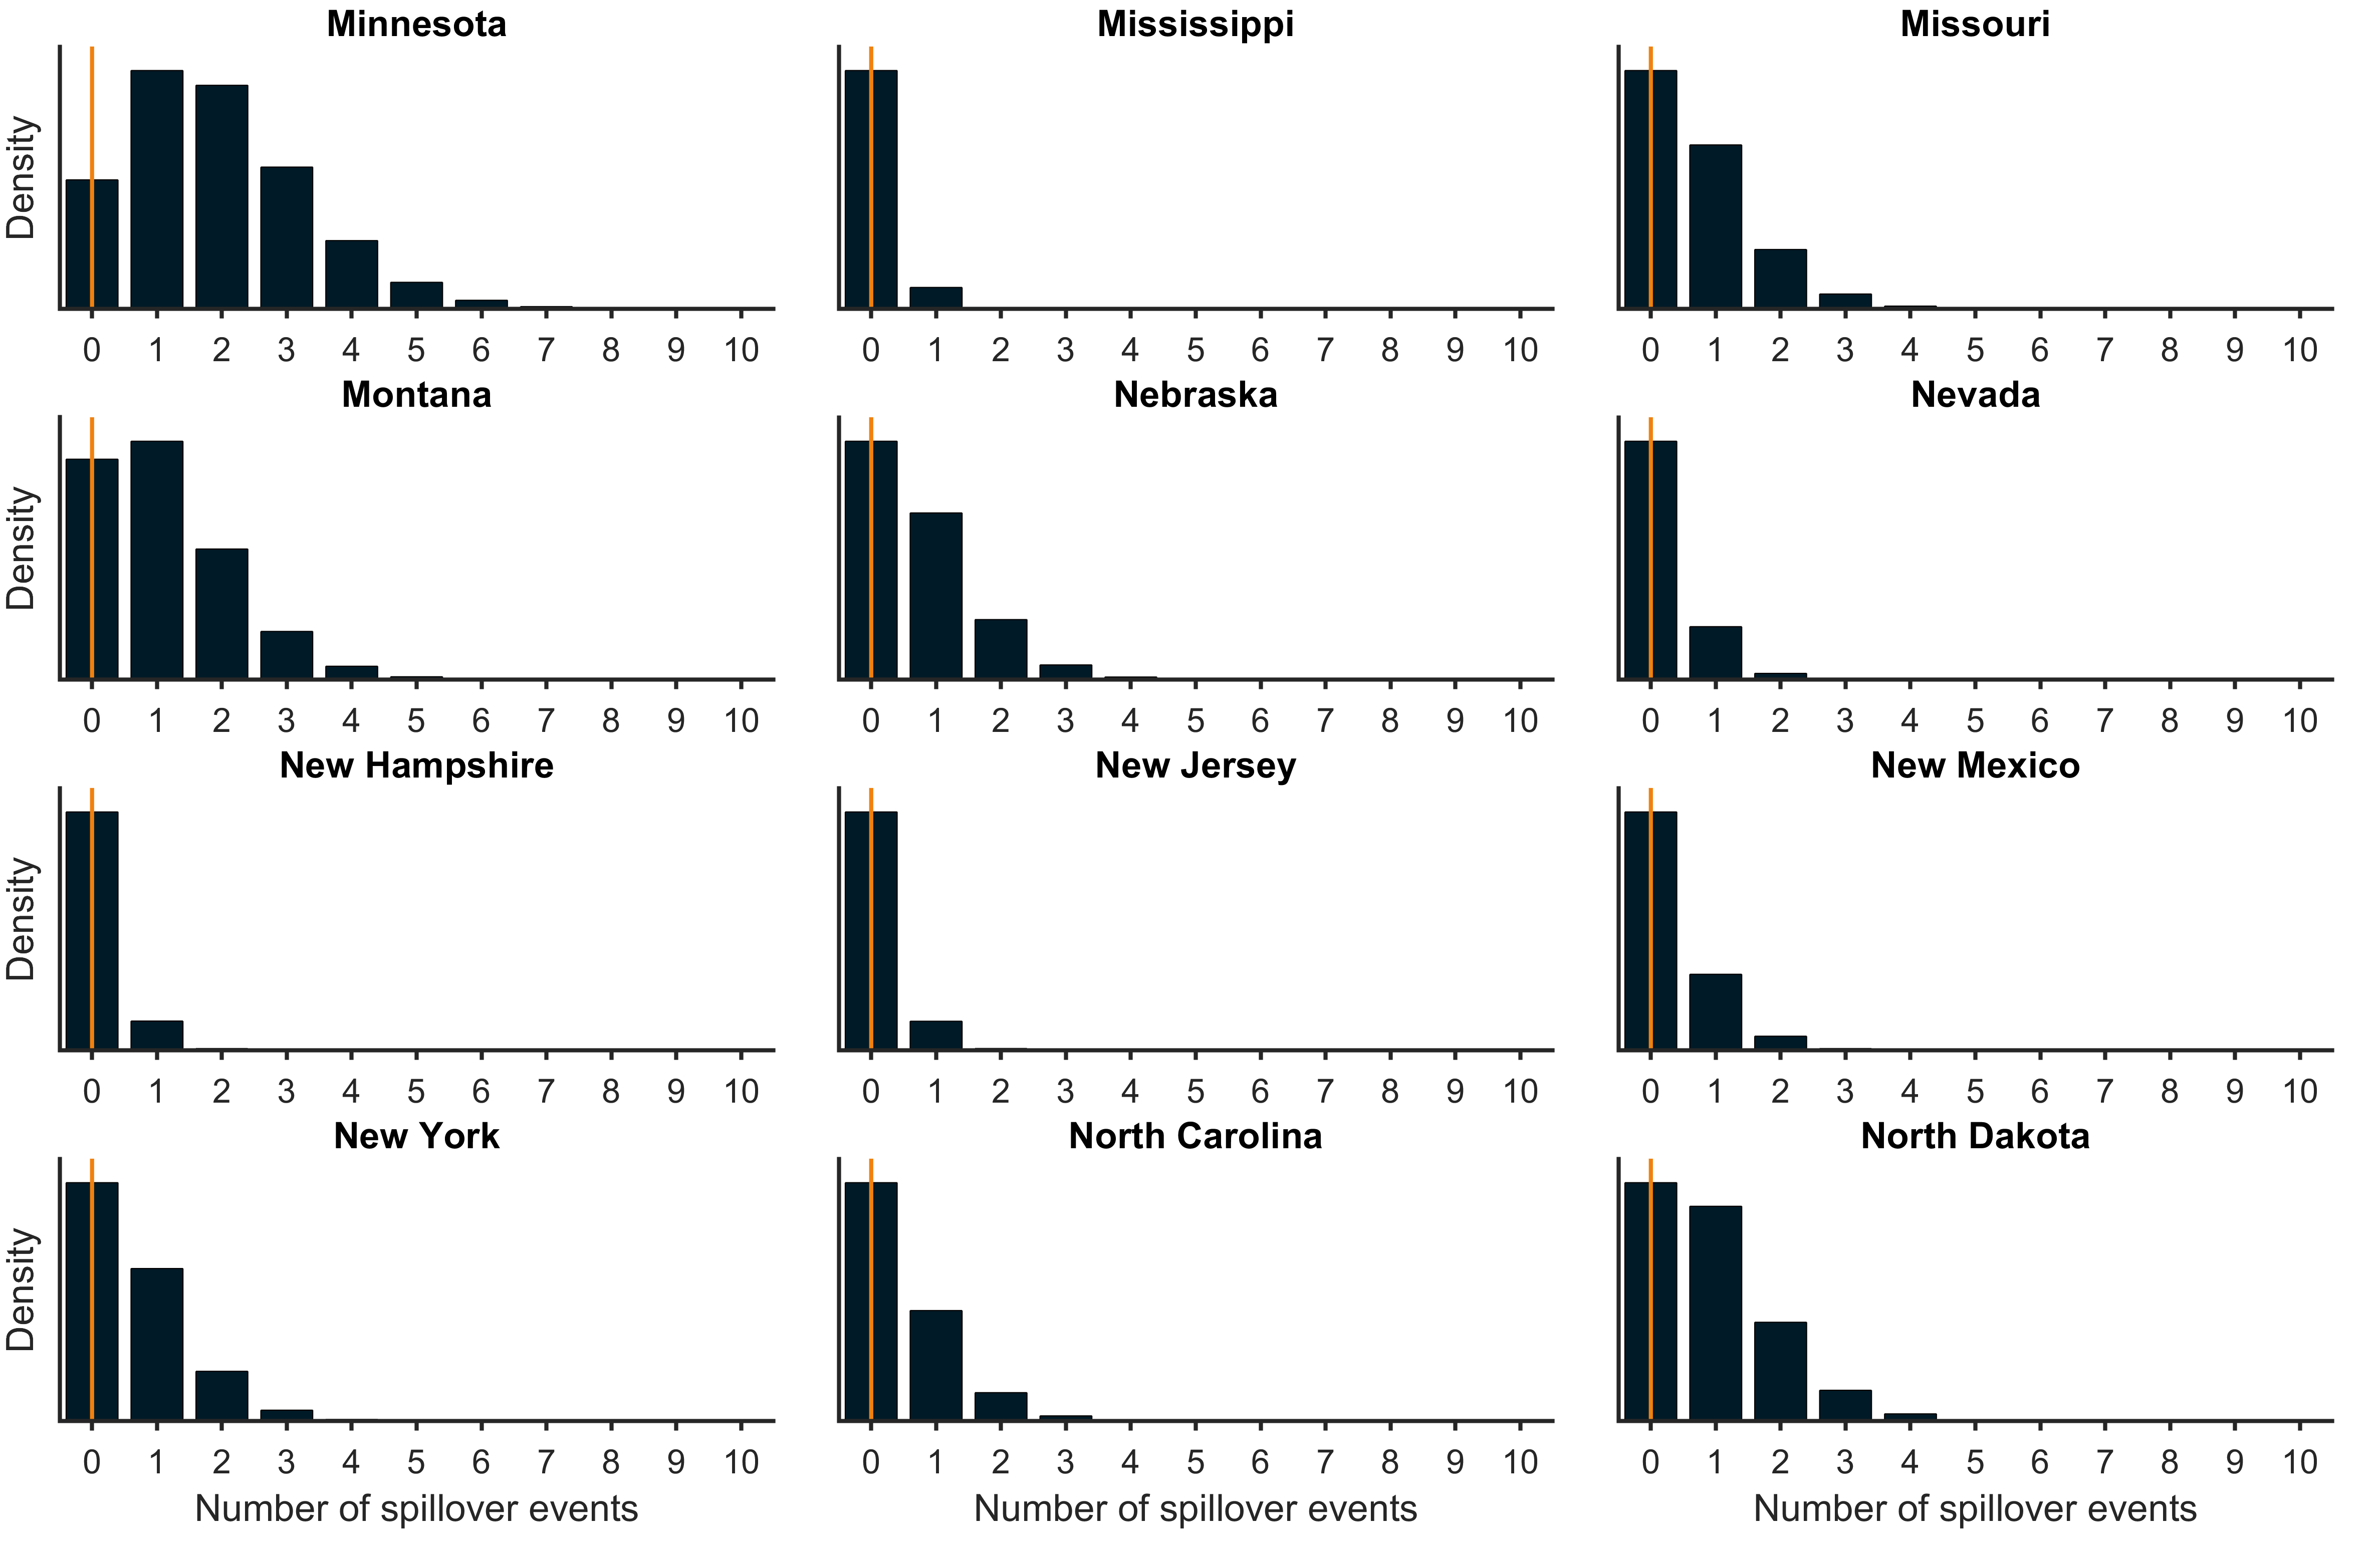 Minnesota
Mississippi
Missouri
Density
0 1 2 3 4 5 6 7 8 9 10
0 1 2 3 4 5 6 7 8 9 10
0 1 2 3 4 5 6 7 8 9 10
Montana
Nebraska
Nevada
Density
0 1 2 3 4 5 6 7 8 9 10
0 1 2 3 4 5 6 7 8 9 10
0 1 2 3 4 5 6 7 8 9 10
New Hampshire
New Jersey
New Mexico
Density
0 1 2 3 4 5 6 7 8 9 10
0 1 2 3 4 5 6 7 8 9 10
0 1 2 3 4 5 6 7 8 9 10
New York
North Carolina
North Dakota
Density
0 1 2 3 4 5 6 7 8 9 10
0 1 2 3 4 5 6 7 8 9 10
0 1 2 3 4 5 6 7 8 9 10
Number of spillover events
Number of spillover events
Number of spillover events